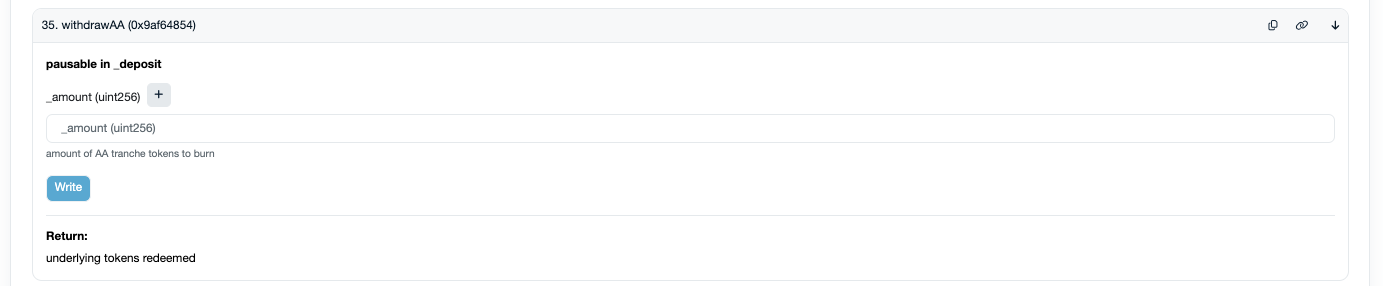 35. withdrawAA (0x9af64854)
pausable in _deposit
_amount (uint256) +
_amount (uint256)
amount of AA tranche tokens to burn
Write
Return:
underlying tokens redeemed